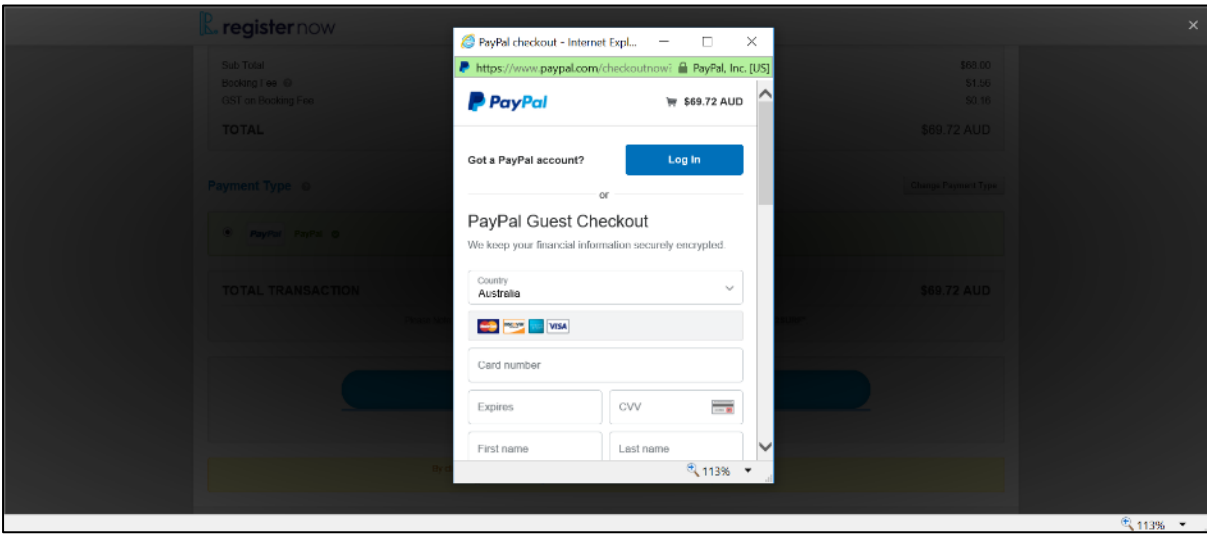 registernow
×
PayPal checkout - Internet Expl...
https://www.paypal.com/checkoutnow? PayPal, Inc. [US]
PayPal $69.72 AUD
Got a PayPal account? Log In
or
PayPal Guest Checkout
We keep your financial information securely encrypted.
Country
Australia
VISA
Card number
Expires CVV
First name Last name
113%
Sub Total $68.00
Booking Fee $1.56
GST on Booking Fee $0.16
TOTAL $69.72 AUD
Payment Type Change Payment Type
PayPal PayPal
TOTAL TRANSACTION $69.72 AUD
113%